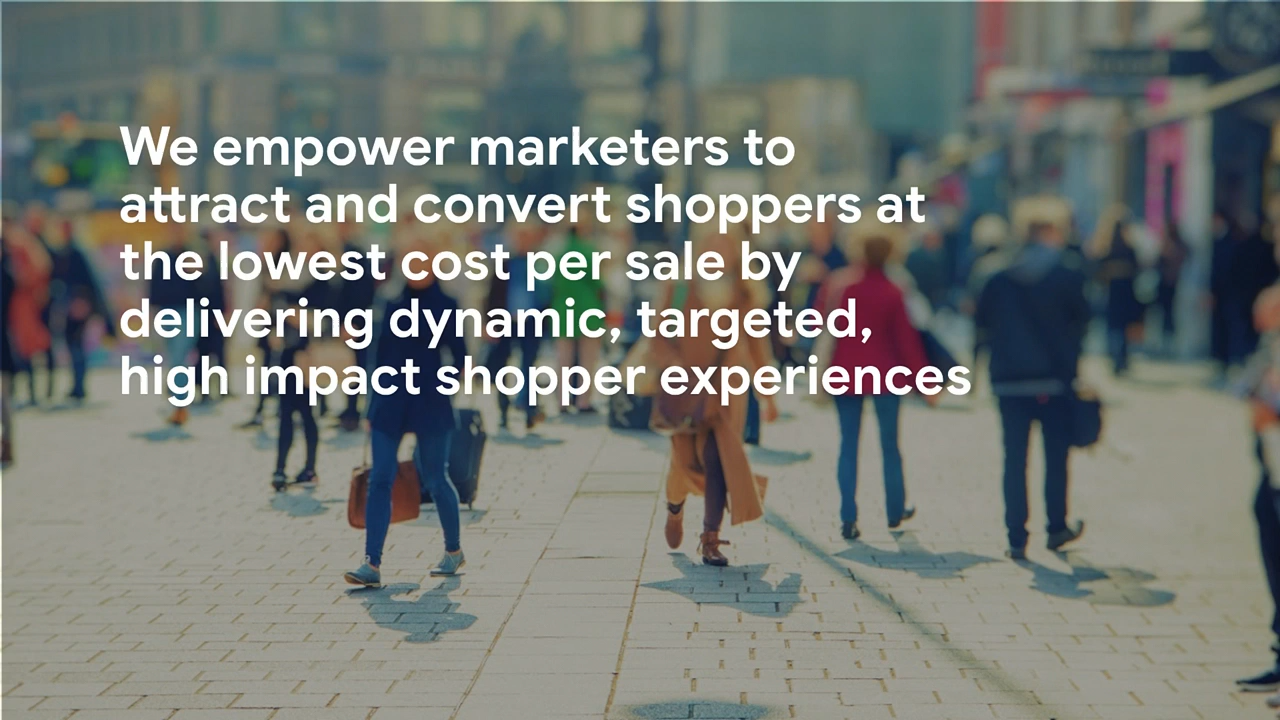 We empower marketers to
attract and convert shoppers at
the lowest cost per sale by
delivering dynamic, targeted,
high impact shopper experiences